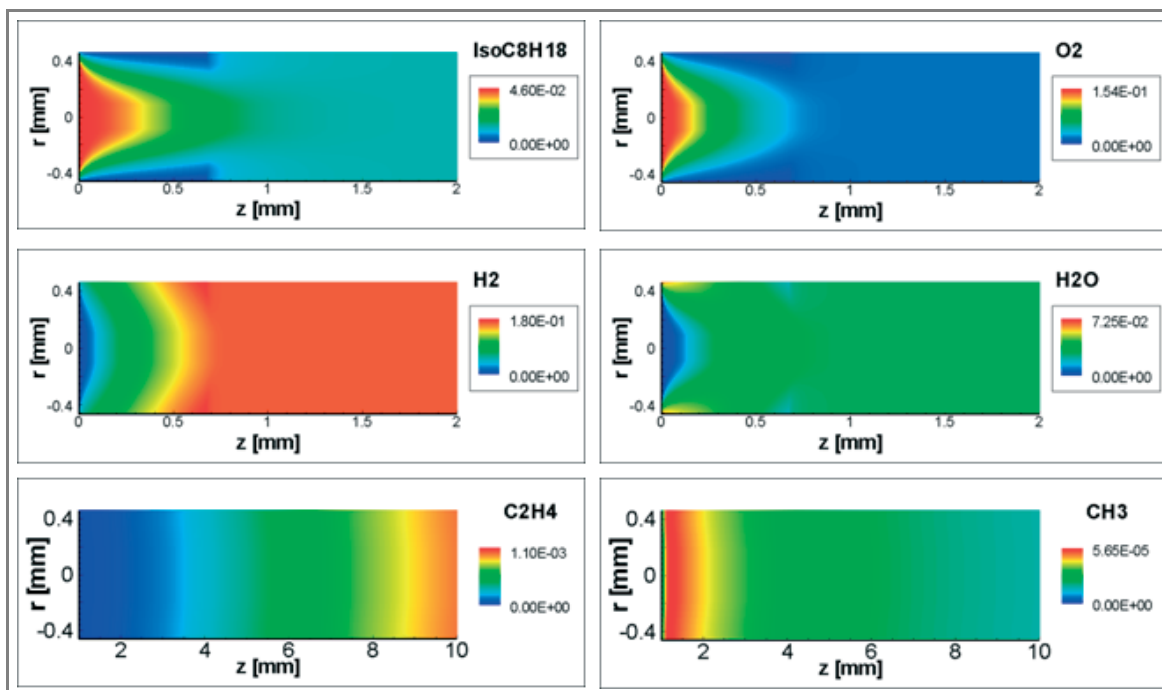 IsoC8H18
r [mm]
0.4
0
-0.4
4.60E-02
0.00E+00
0
0.5
1
1.5
2
z [mm]
O2
r [mm]
0.4
0
-0.4
1.54E-01
0.00E+00
0
0.5
1
1.5
2
z [mm]
H2
r [mm]
0.4
0
-0.4
1.80E-01
0.00E+00
0
0.5
1
1.5
2
z [mm]
H2O
r [mm]
0.4
0
-0.4
7.25E-02
0.00E+00
0
0.5
1
1.5
2
z [mm]
C2H4
r [mm]
0.4
0
-0.4
1.10E-03
0.00E+00
2
4
6
8
10
z [mm]
CH3
r [mm]
0.4
0
-0.4
5.65E-05
0.00E+00
2
4
6
8
10
z [mm]